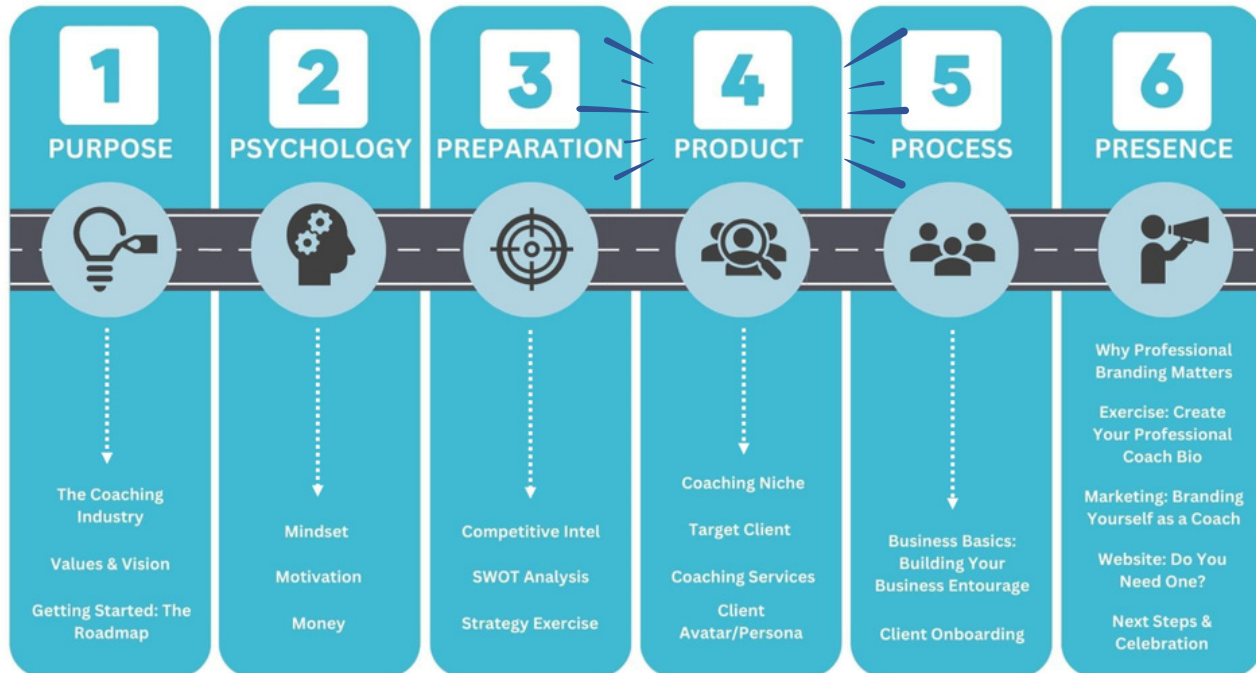 1
PURPOSE
The Coaching
Industry
Values & Vision
Getting Started: The
Roadmap
2
PSYCHOLOGY
Mindset
Motivation
Money
3
PREPARATION
Competitive Intel
SWOT Analysis
Strategy Exercise
4
PRODUCT
Coaching Niche
Target Client
Coaching Services
Client
Avatar/Persona
5
PROCESS
Business Basics:
Building Your
Business Entourage
Client Onboarding
6
PRESENCE
Why Professional
Branding Matters
Exercise: Create
Your Professional
Coach Bio
Marketing: Branding
Yourself as a Coach
Website: Do You
Need One?
Next Steps &
Celebration